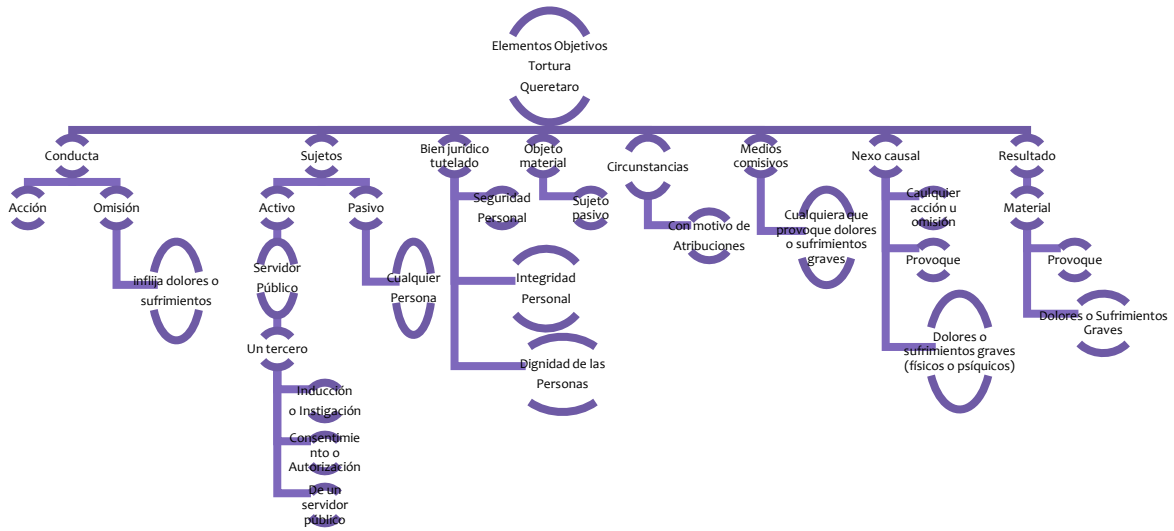 Elementos Objetivos
Tortura
Queretaro
Conducta
Acción
Omisión
inflija dolores o
sufrimientos
Sujetos
Activo
Servidor
Público
Un tercero
Inducción
o Instigación
Consentimie
nto o
Autorización
De un
servidor
público
Pasivo
Cualquier
Persona
Bien jurídico
tutelado
Seguridad
Personal
Integridad
Personal
Dignidad de las
Personas
Objeto
material
Sujeto
pasivo
Circunstancias
Con motivo de
Atribuciones
Medios
comisivos
Cualquiera que
provoque dolores
o sufrimientos
graves
Nexo causal
Caulquier
acción u
omisión
Provoque
Dolores o
sufrimientos graves
(físicos o psíquicos)
Resultado
Material
Provoque
Dolores o Sufrimientos
Graves